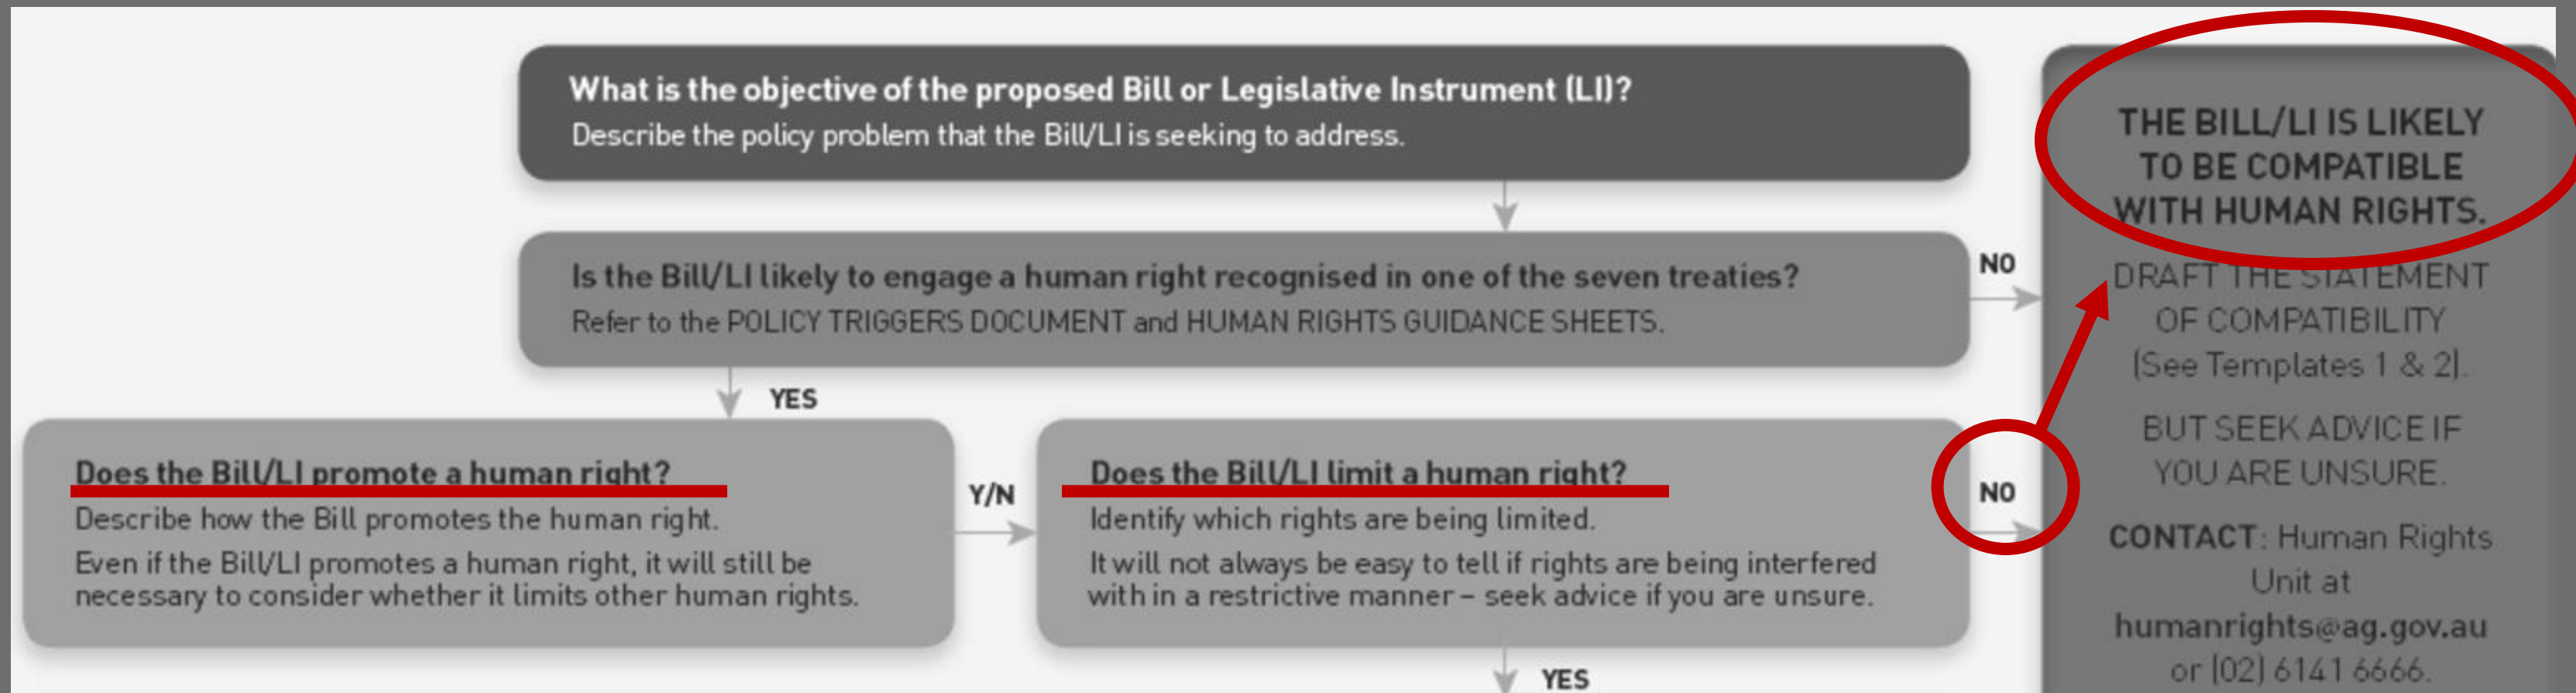 What is the objective of the proposed Bill or Legislative Instrument (LI)?
Describe the policy problem that the Bill/LI is seeking to address.
Is the Bill/LI likely to engage a human right recognised in one of the seven treaties?
Refer to the POLICY TRIGGERS DOCUMENT and HUMAN RIGHTS GUIDANCE SHEETS.
NO
YES
Does the Bill/LI promote a human right?
Describe how the Bill promotes the human right.
Even if the Bill/LI promotes a human right, it will still be
necessary to consider whether it limits other human rights.
Y/N
Does the Bill/LI limit a human right?
Identify which rights are being limited.
It will not always be easy to tell if rights are being interfered
with in a restrictive manner – seek advice if you are unsure.
NO
YES
THE BILL/LI IS LIKELY
TO BE COMPATIBLE
WITH HUMAN RIGHTS.
DRAFT THE STATEMENT
OF COMPATIBILITY
(See Templates 1 & 2).
BUT SEEK ADVICE IF
YOU ARE UNSURE.
CONTACT: Human Rights
Unit at
humanrights@ag.gov.au
or (02) 6141 6666.